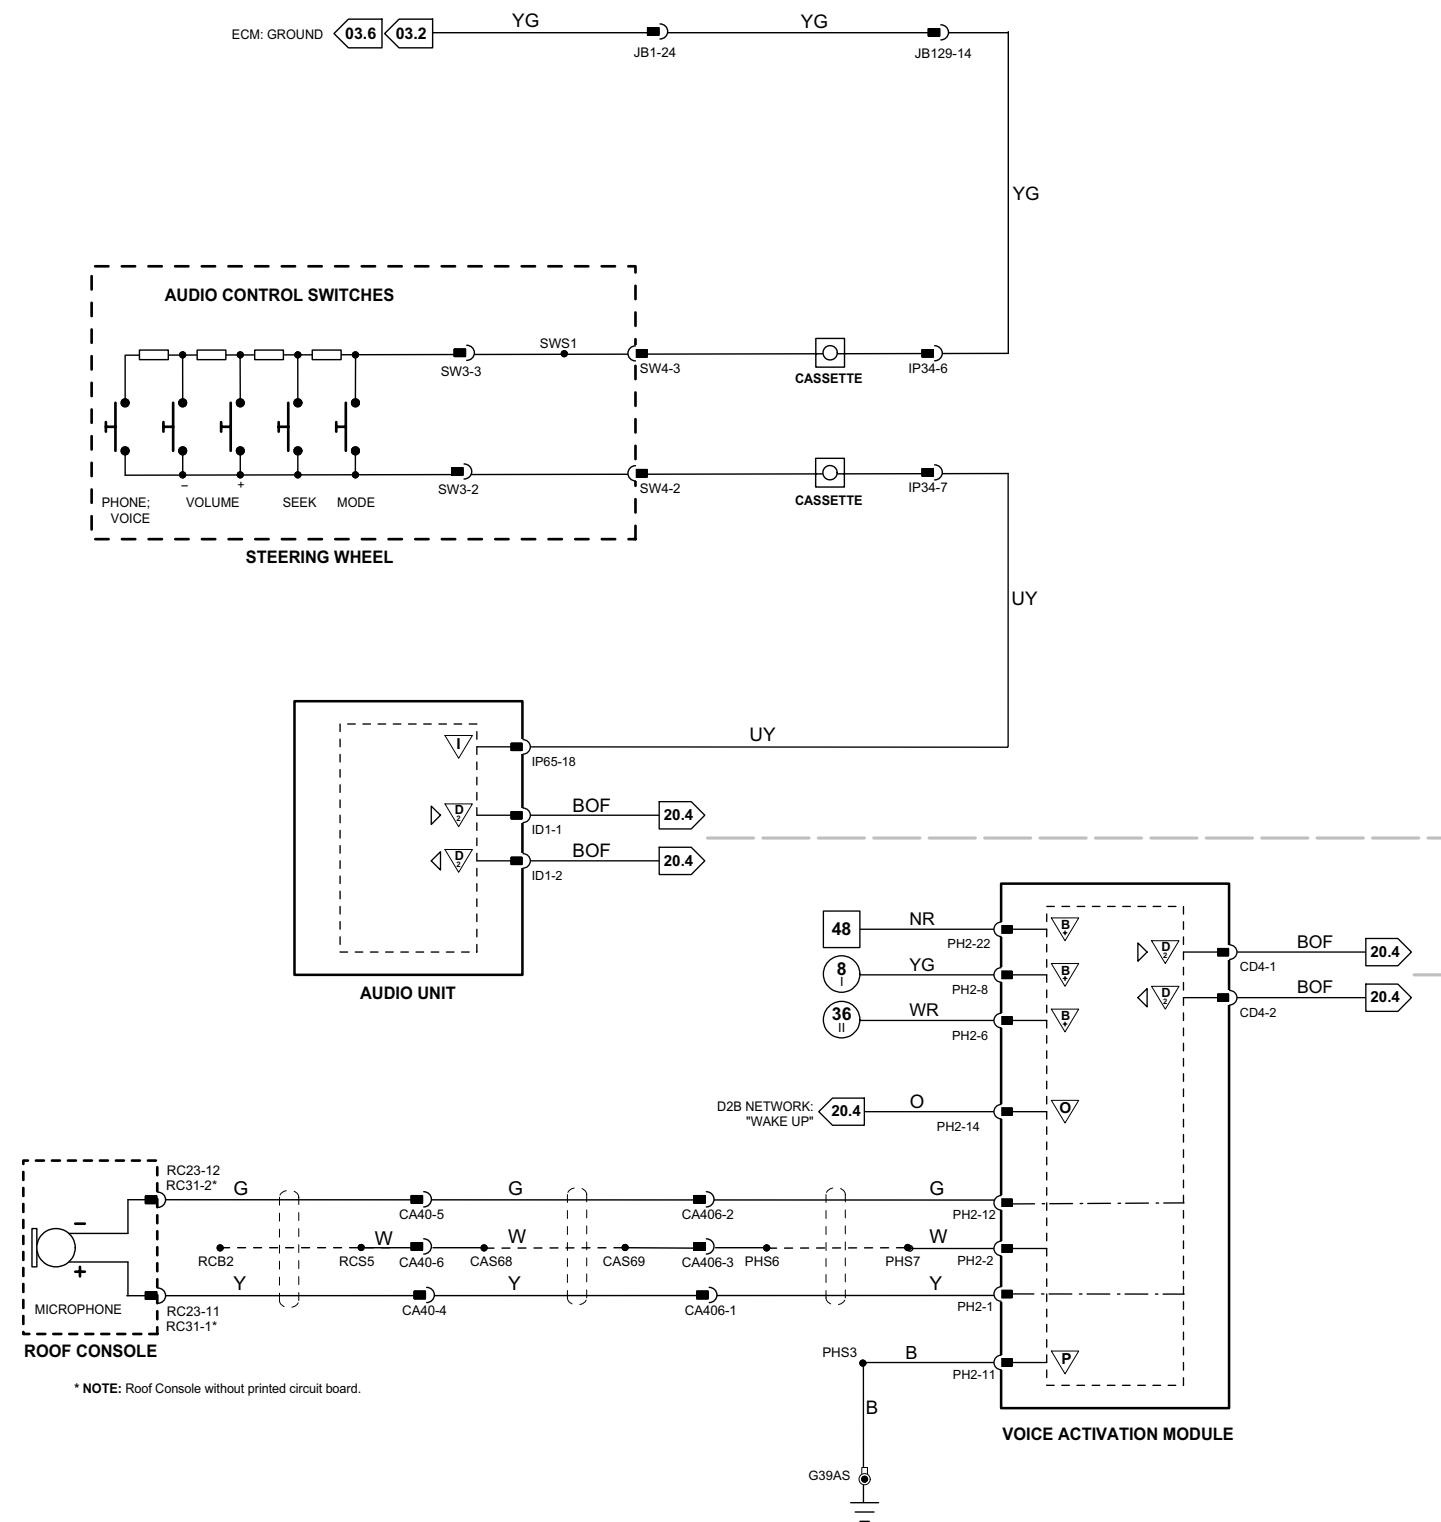 ECM: GROUND 03.6 03.2 YG YG
JB1-24 JB129-14
YG
AUDIO CONTROL SWITCHES
SWS1
SW3-3 SW4-3 CASSETTE IP34-6
SW3-2 SW4-2 CASSETTE IP34-7
– +
PHONE; VOLUME SEEK MODE
VOICE
STEERING WHEEL
UY
I UY
IP65-18
D2 BOF 20.4
ID1-1
D2 BOF 20.4
ID1-2
AUDIO UNIT
48 NR B+
PH2-22
D2 BOF 20.4
CD4-1
8 I YG B+
PH2-8
D2 BOF 20.4
CD4-2
36 II WR B+
PH2-6
D2B NETWORK: 20.4 O O
"WAKE UP"
PH2-14
RC23-12
RC31-2*
G G G
CA40-5 CA406-2 PH2-12
–
W W W
RCB2 RCS5 CA40-6 CAS68 CAS69 CA406-3 PHS6 PHS7 PH2-2
+
Y Y Y
MICROPHONE
RC23-11
RC31-1*
CA40-4 CA406-1 PH2-1
ROOF CONSOLE
PHS3 B P
PH2-11
* NOTE: Roof Console without printed circuit board.
B
VOICE ACTIVATION MODULE
G39AS